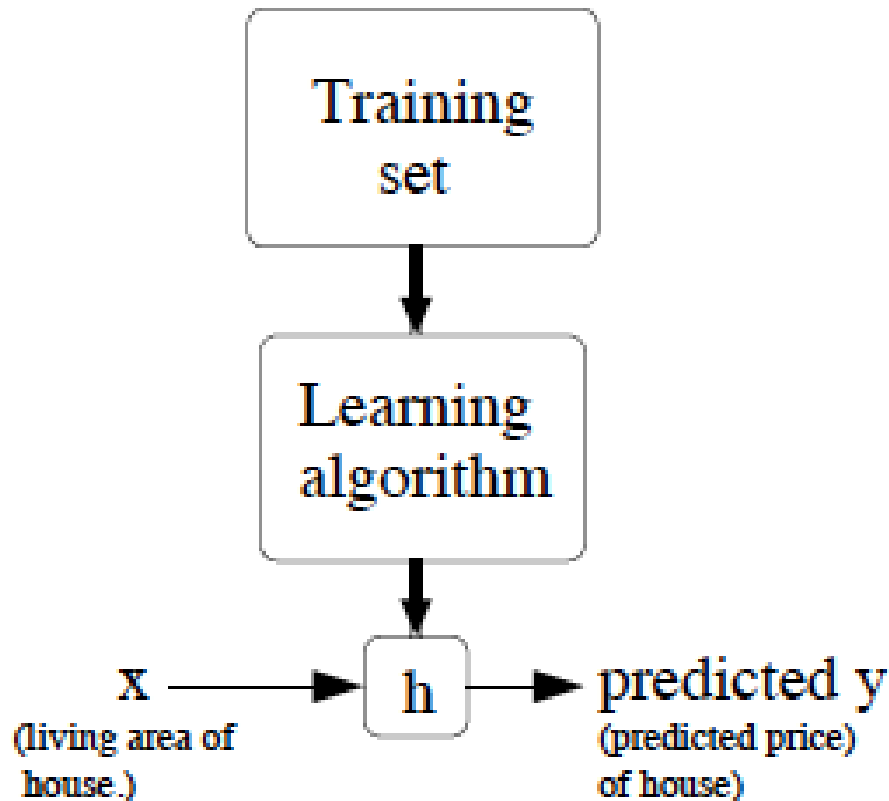 Training
set
Learning
algorithm
x
h
predicted y
(living area of
house.)
(predicted price)
of house)